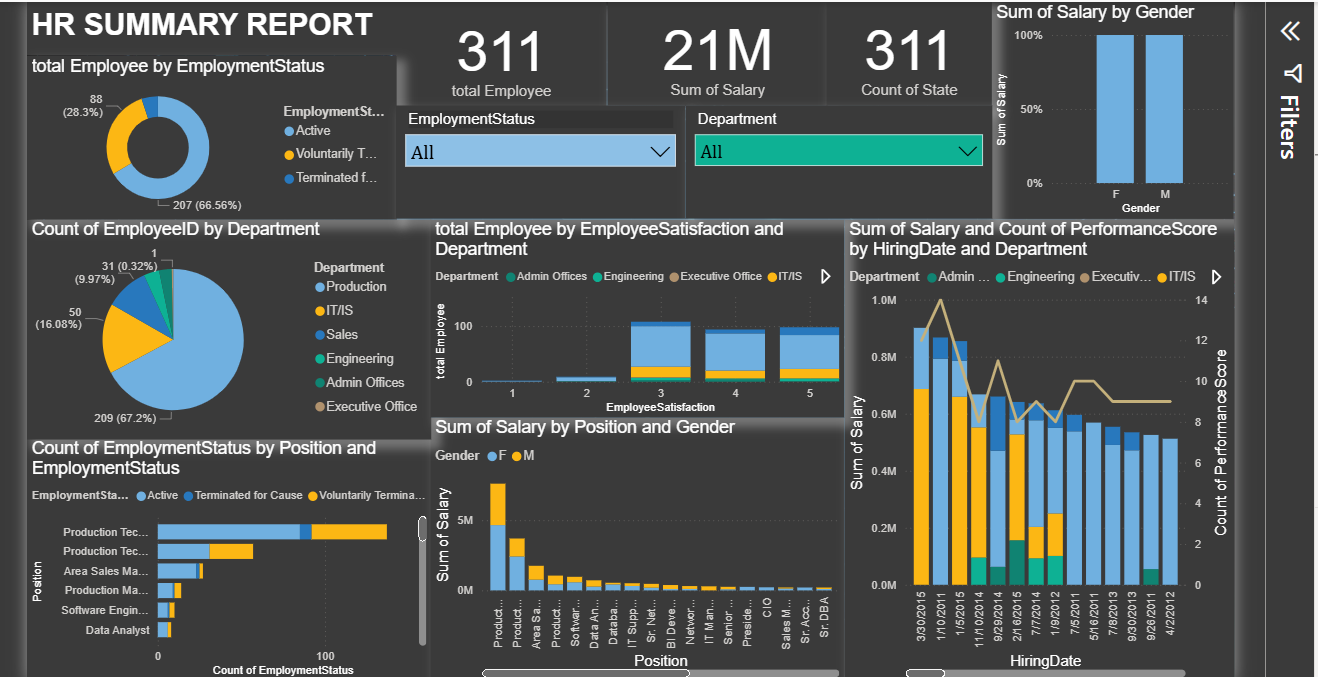 HR SUMMARY REPORT
311
total Employee
21M
Sum of Salary
311
Count of State
Sum of Salary by Gender
100%
50%
0%
Sum of Salary
F
M
Gender
Filters
total Employee by EmploymentStatus
88
(28.3%)
207 (66.56%)
EmploymentSt...
Active
Voluntarily T...
Terminated f...
EmploymentStatus
All
Department
All
Count of EmployeeID by Department
1
31 (0.32%)
(9.97%)
50
(16.08%)
209 (67.2%)
Department
Production
IT/IS
Sales
Engineering
Admin Offices
Executive Office
total Employee by EmployeeSatisfaction and
Department
Department
Admin Offices
Engineering
Executive Office
IT/IS
total Employee
100
0
1
2
3
4
5
EmployeeSatisfaction
Sum of Salary and Count of PerformanceScore
by HiringDate and Department
Department
Admin ...
Engineering
Executiv...
IT/IS
Sum of Salary
1.0M
0.8M
0.6M
0.4M
0.2M
0.0M
14
12
10
8
6
4
2
0
Count of PerformanceScore
3/30/2015
1/10/2011
1/5/2015
11/10/2014
9/29/2014
2/16/2015
7/7/2014
1/9/2012
7/5/2011
5/16/2011
7/8/2013
9/30/2013
9/26/2011
4/2/2012
HiringDate
Count of EmploymentStatus by Position and
EmploymentStatus
EmploymentSta...
Active
Terminated for Cause
Voluntarily Termina...
Position
Production Tec...
Production Tec...
Area Sales Ma...
Production Ma...
Software Engin...
Data Analyst
0
100
Count of EmploymentStatus
Sum of Salary by Position and Gender
Gender
F
M
Sum of Salary
5M
0M
Product...
Product...
Area Sa...
Product...
Softwar...
Data An...
Databa...
IT Supp...
Sr. Net...
BI Deve...
Networ...
IT Man...
Senior ...
Preside...
CIO
Sales M...
Sr. Acc...
Sr. DBA
Position